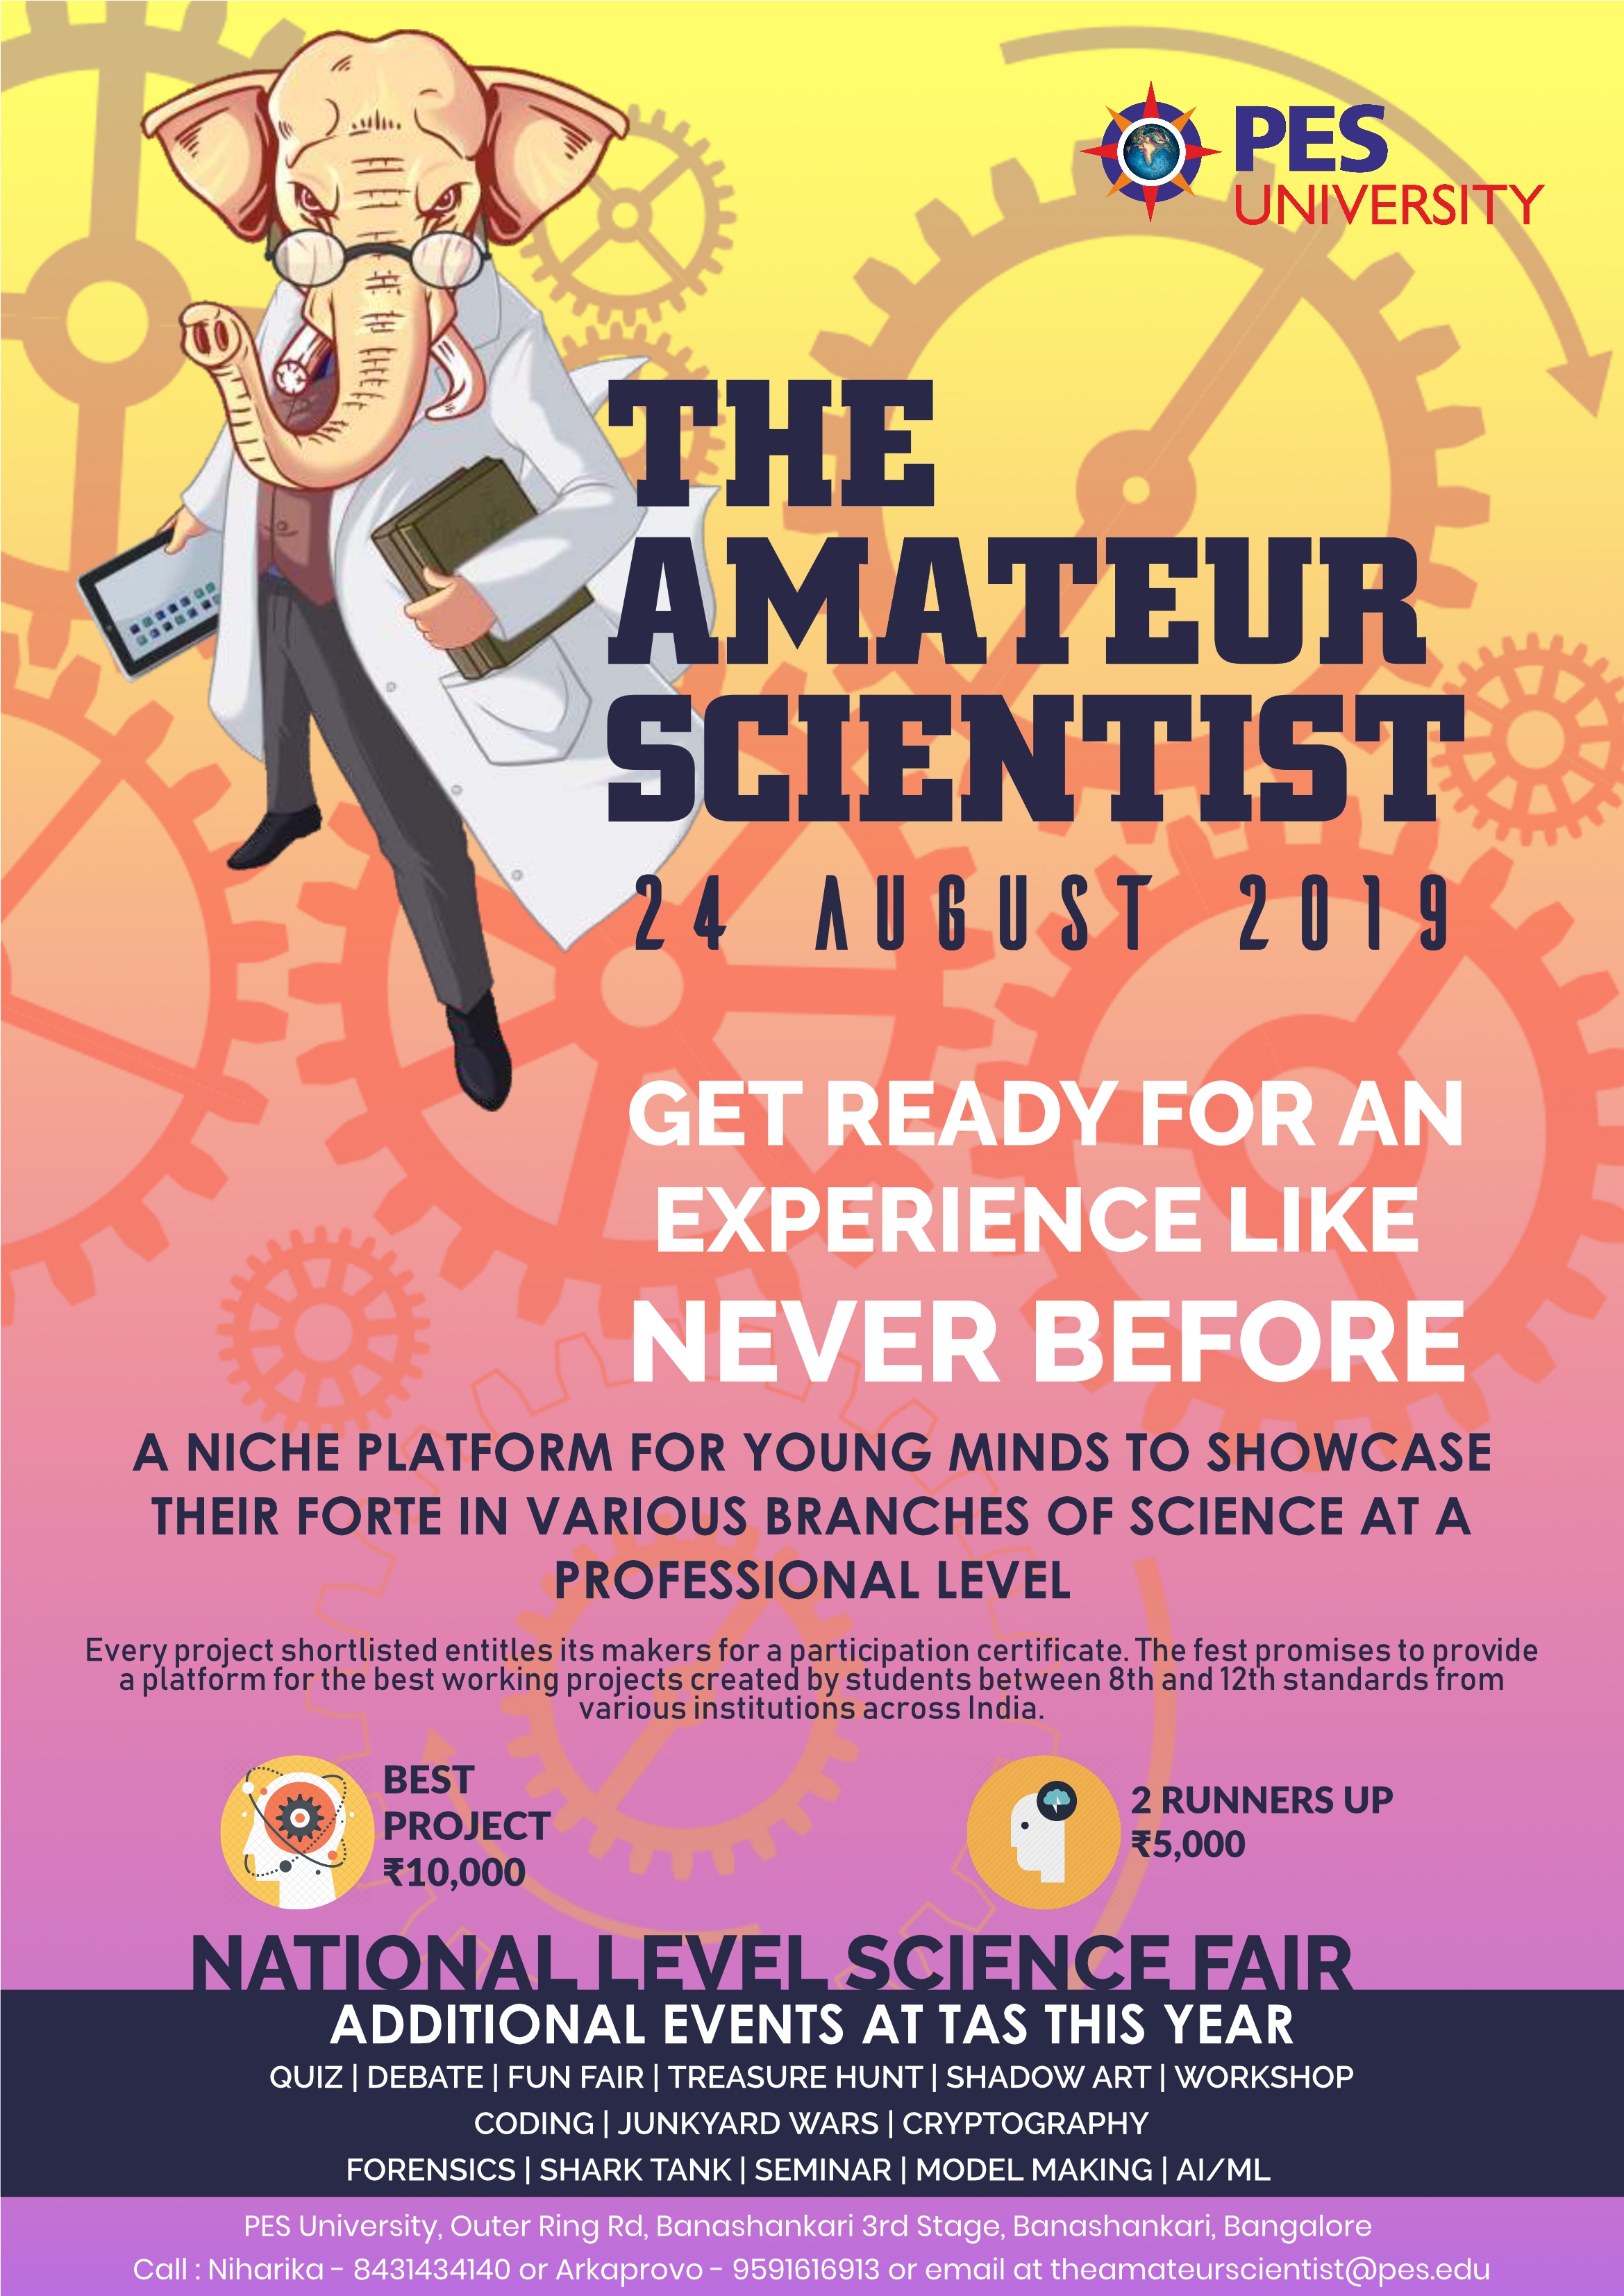 PES
UNIVERSITY
THE
AMATEUR
SCIENTIST
24 AUGUST 2019
GET READY FOR AN
EXPERIENCE LIKE
NEVER BEFORE
A NICHE PLATFORM FOR YOUNG MINDS TO SHOWCASE
THEIR FORTE IN VARIOUS BRANCHES OF SCIENCE AT A
PROFESSIONAL LEVEL
Every project shortlisted entitles its makers for a participation certificate. The fest promises to provide
a platform for the best working projects created by students between 8th and 12th standards from
various institutions across India.
BEST
PROJECT
₹10,000
2 RUNNERS UP
₹5,000
NATIONAL LEVEL SCIENCE FAIR
ADDITIONAL EVENTS AT TAS THIS YEAR
QUIZ | DEBATE | FUN FAIR | TREASURE HUNT | SHADOW ART | WORKSHOP
CODING | JUNKYARD WARS | CRYPTOGRAPHY
FORENSICS | SHARK TANK | SEMINAR | MODEL MAKING | AI/ML
PES University, Outer Ring Rd, Banashankari 3rd Stage, Banashankari, Bangalore
Call : Niharika - 8431434140 or Arkaprovo - 9591616913 or email at theamateurscientist@pes.edu